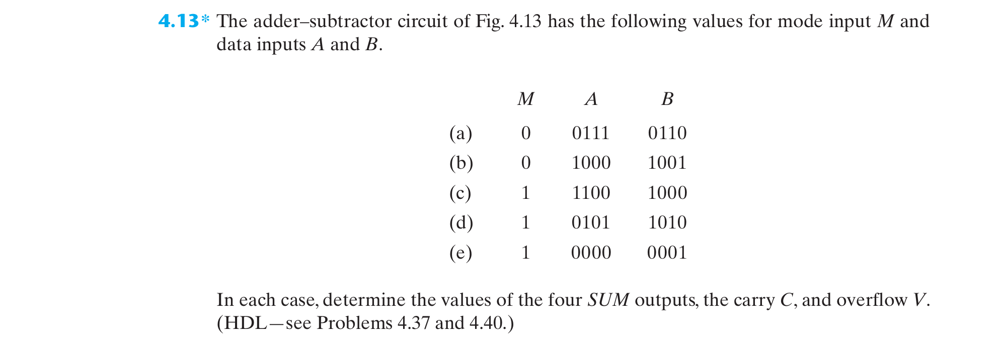 4.13* The adder–subtractor circuit of Fig. 4.13 has the following values for mode input M and
data inputs A and B.
M A B
(a) 0 0111 0110
(b) 0 1000 1001
(c) 1 1100 1000
(d) 1 0101 1010
(e) 1 0000 0001
In each case, determine the values of the four SUM outputs, the carry C, and overflow V.
(HDL—see Problems 4.37 and 4.40.)